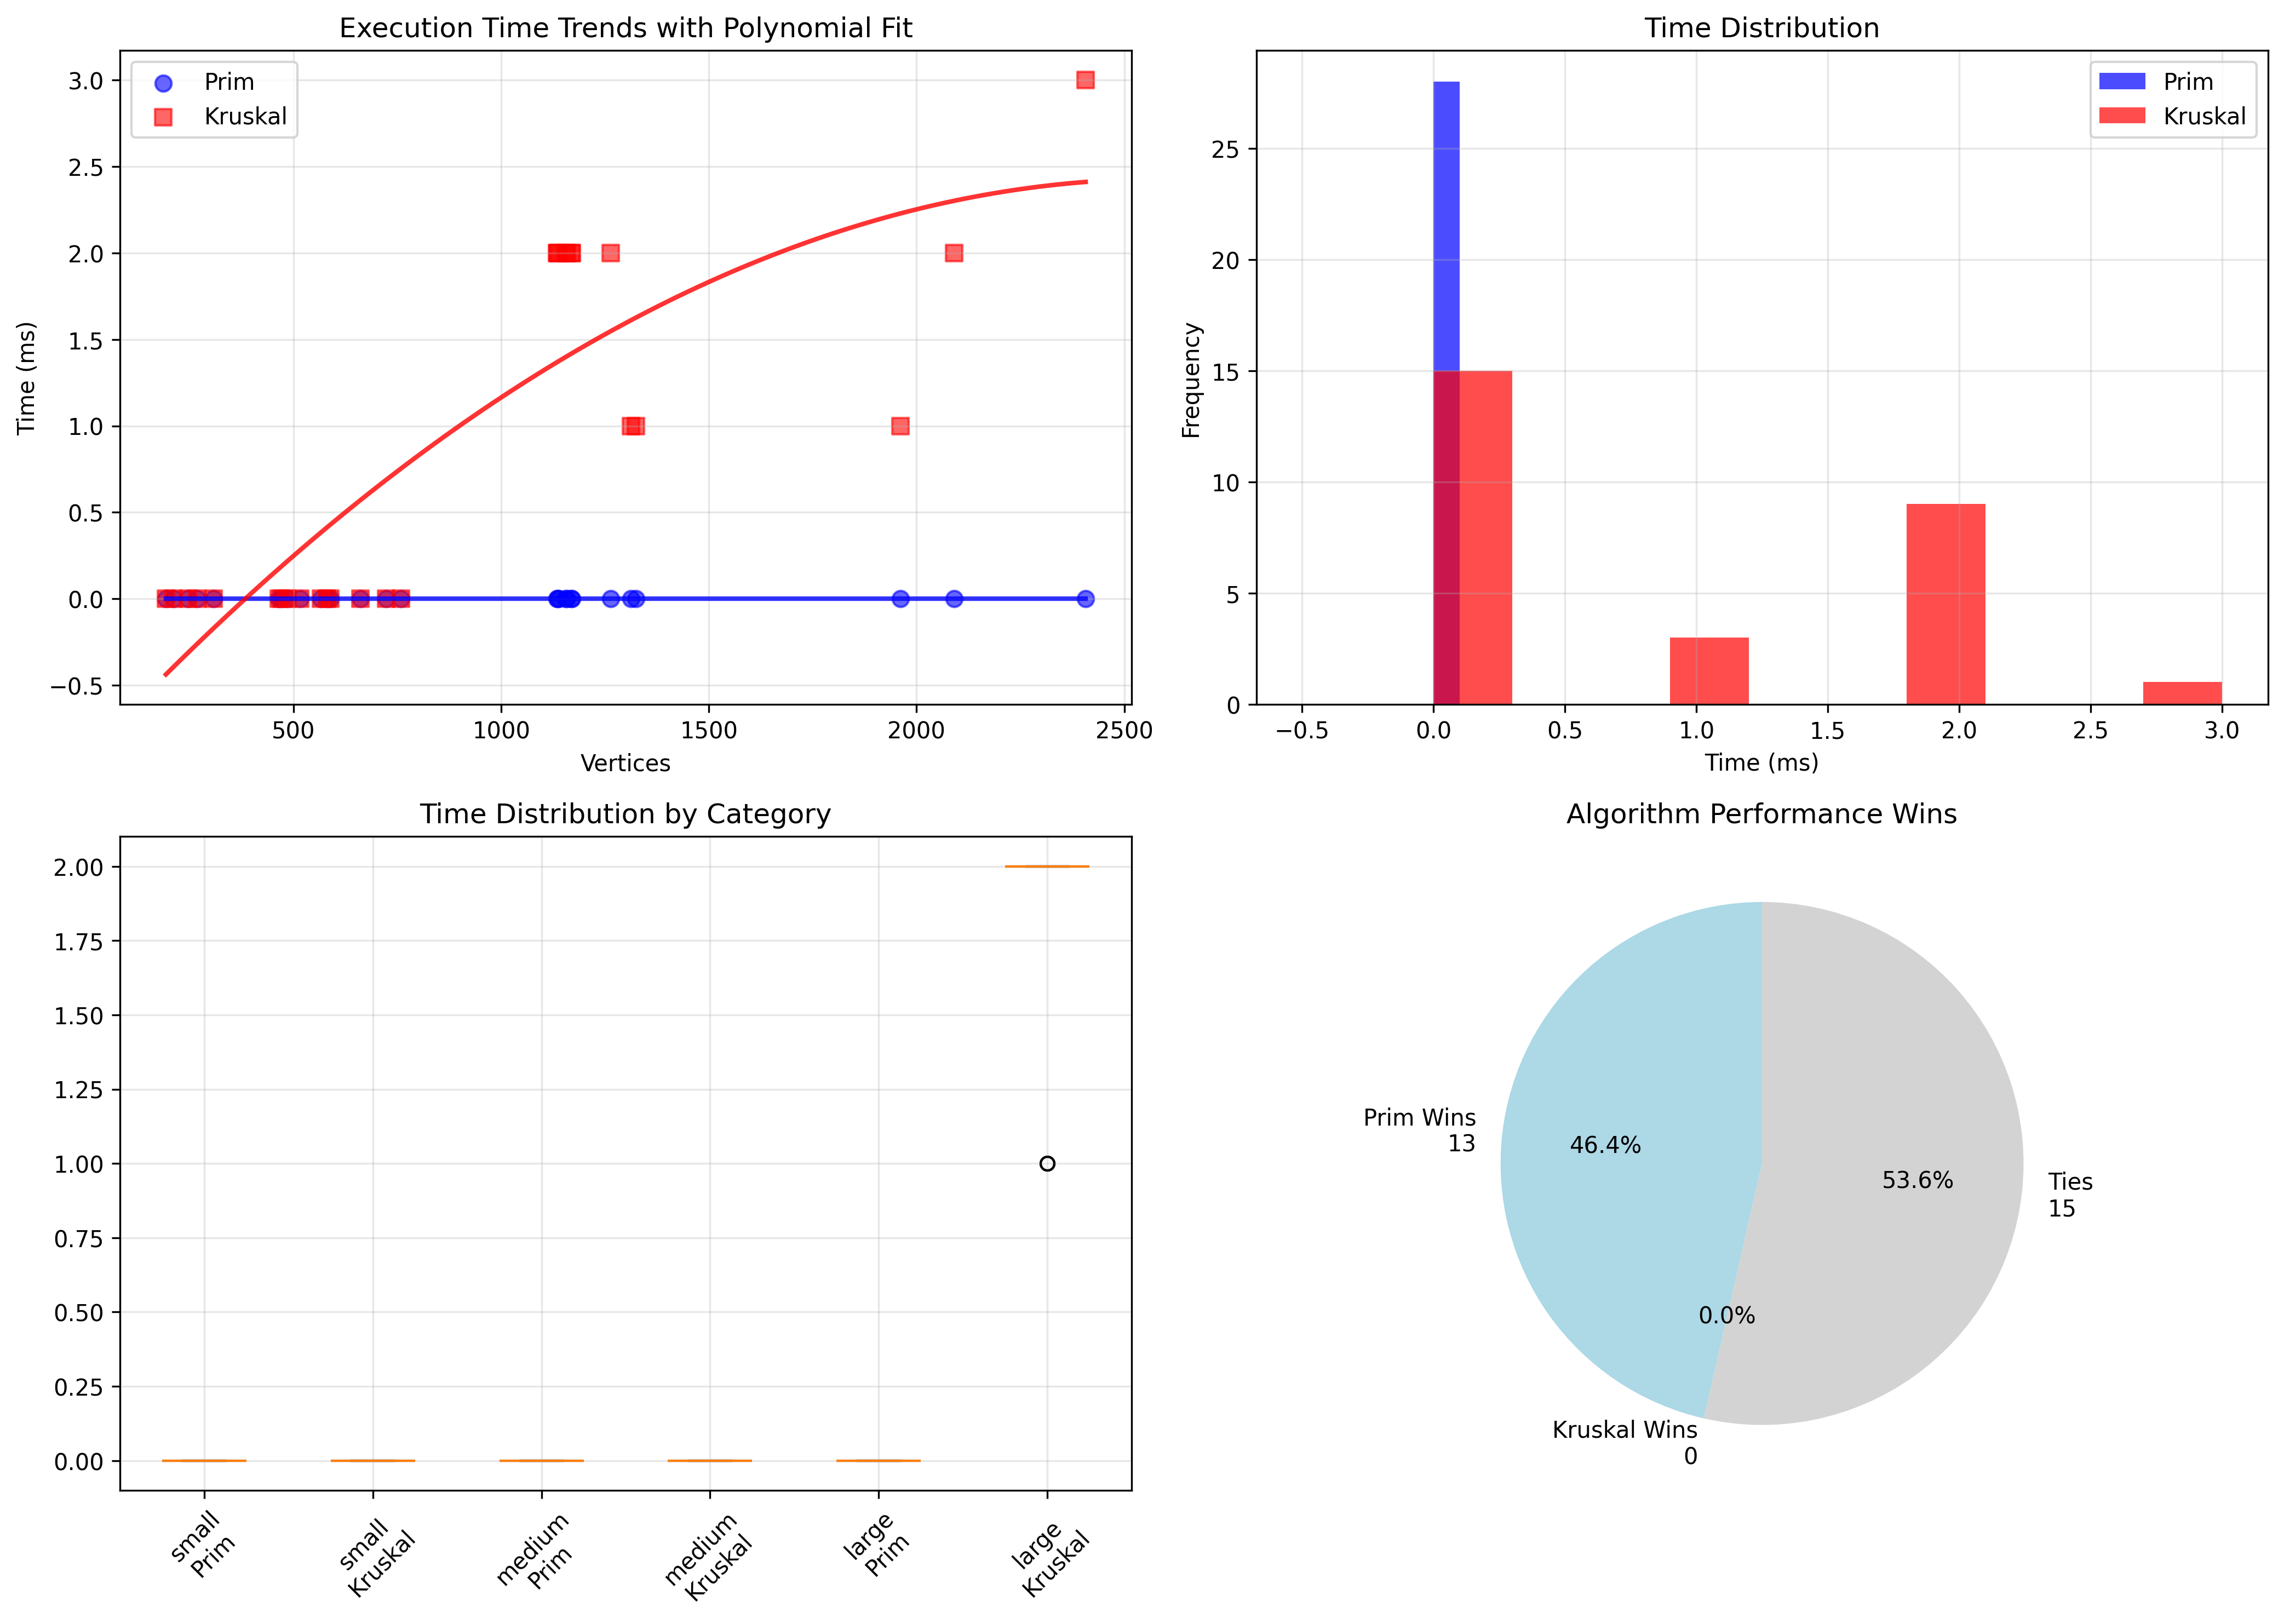 Execution Time Trends with Polynomial Fit
Prim
Kruskal
Time (ms)
3.0
2.5
2.0
1.5
1.0
0.5
0.0
−0.5
500
1000
1500
2000
2500
Vertices
Time Distribution
Prim
Kruskal
Frequency
25
20
15
10
5
0
−0.5
0.0
0.5
1.0
1.5
2.0
2.5
3.0
Time (ms)
Time Distribution by Category
2.00
1.75
1.50
1.25
1.00
0.75
0.50
0.25
0.00
small
Prim
small
Kruskal
medium
Prim
medium
Kruskal
large
Prim
large
Kruskal
Algorithm Performance Wins
Prim Wins
13
46.4%
53.6%
Ties
15
0.0%
Kruskal Wins
0